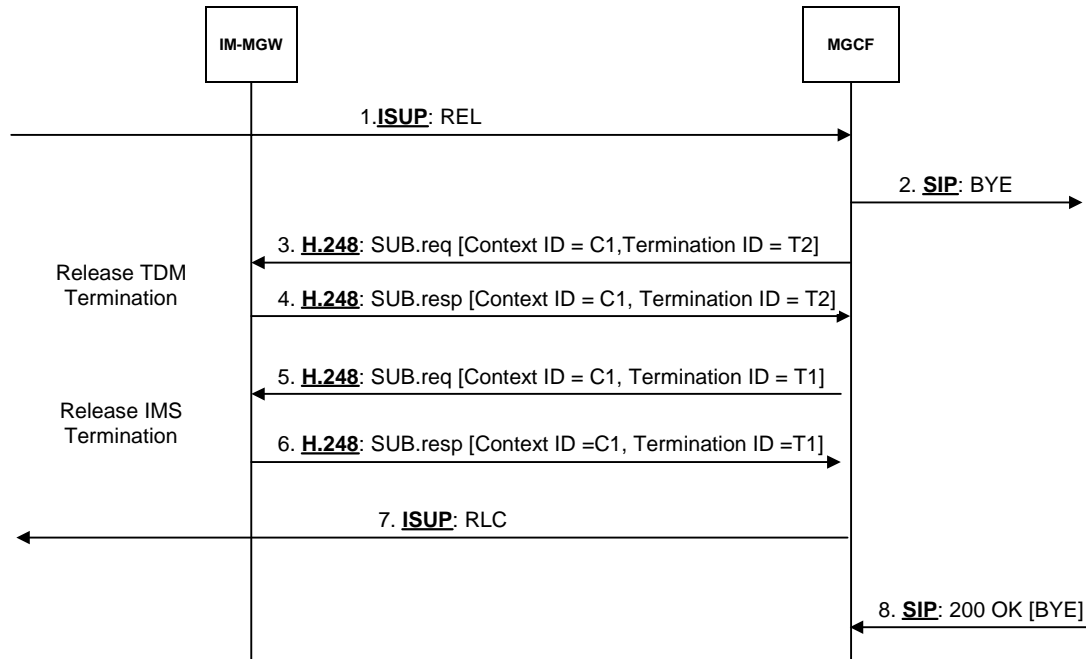 IM-MGW
MGCF
1.ISUP: REL
2. SIP: BYE
3. H.248: SUB.req [Context ID = C1,Termination ID = T2]
Release TDM
Termination
4. H.248: SUB.resp [Context ID = C1, Termination ID = T2]
5. H.248: SUB.req [Context ID = C1, Termination ID = T1]
Release IMS
Termination
6. H.248: SUB.resp [Context ID =C1, Termination ID =T1]
7. ISUP: RLC
8. SIP: 200 OK [BYE]